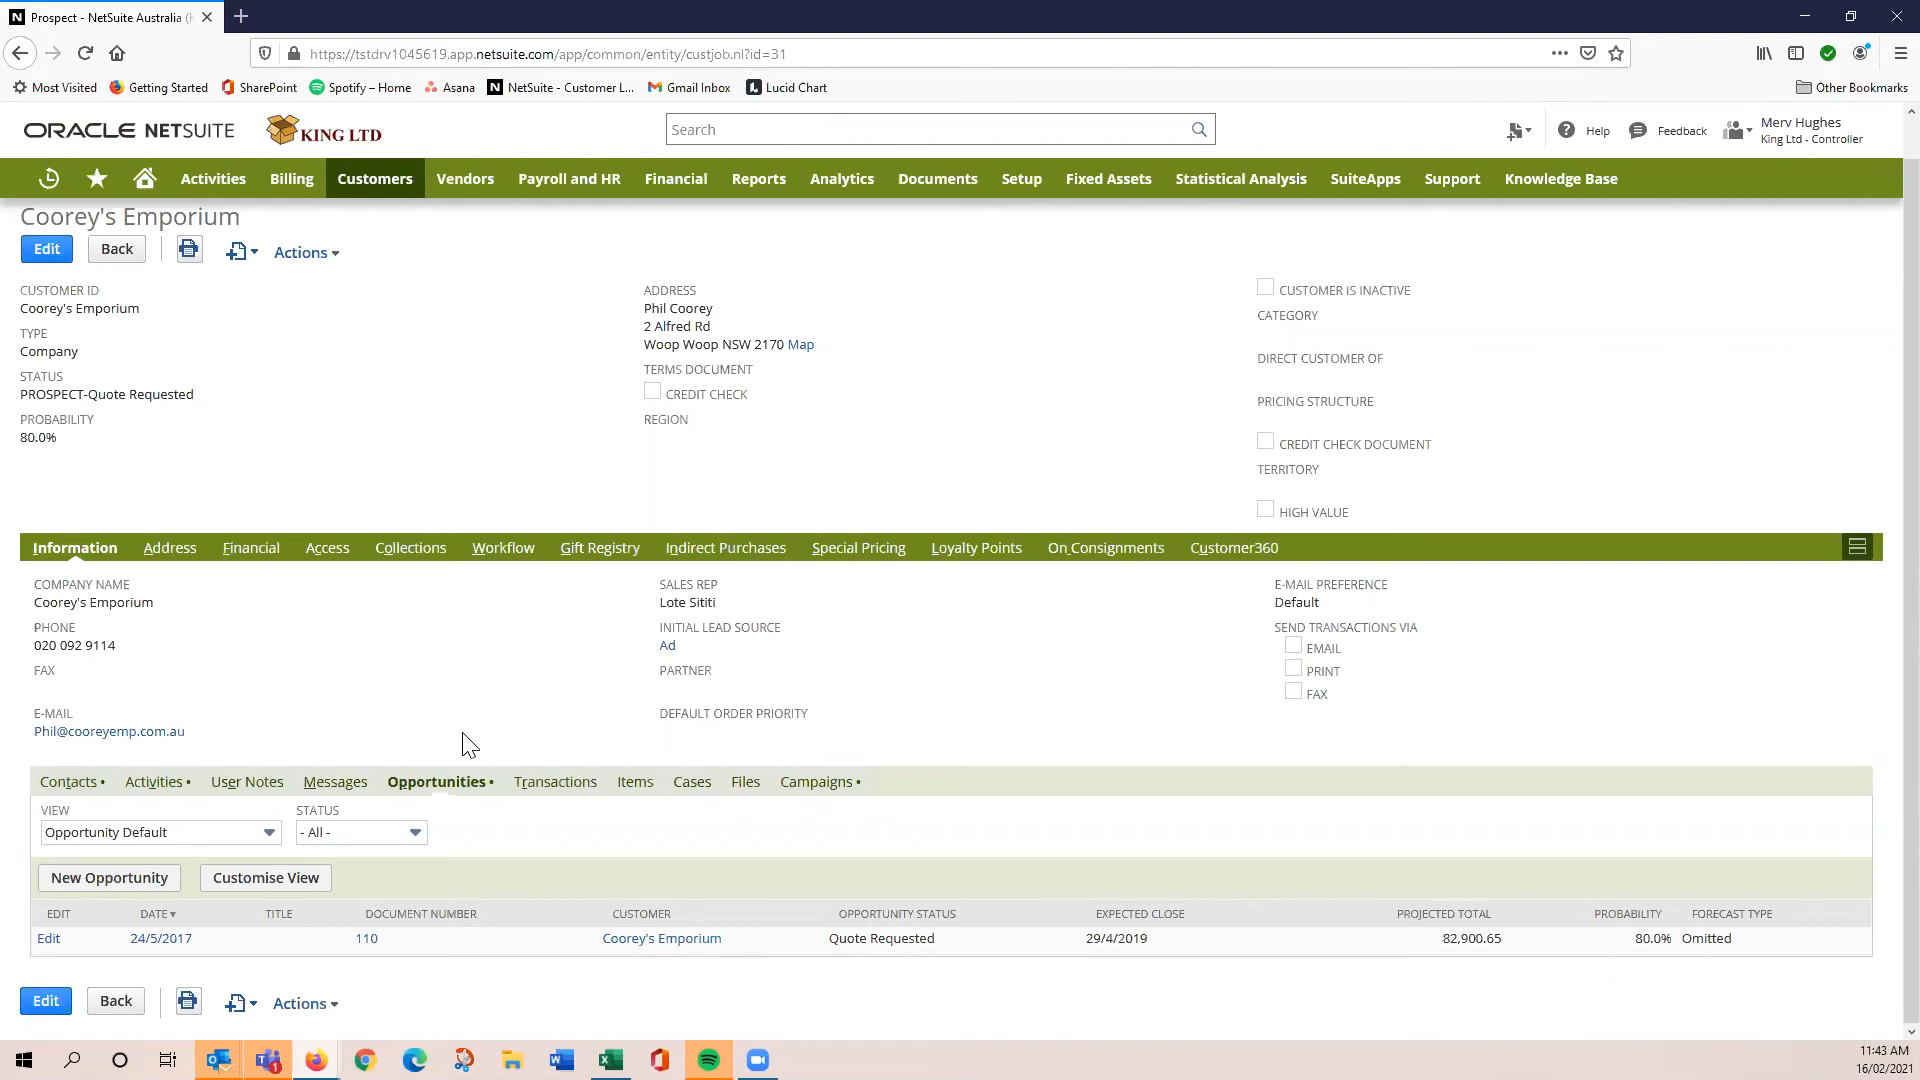 Prospect - NetSuite Australia (K
https://tstdrv1045619.app.netsuite.com/app/common/entity/custjob.nl?id=31
Most Visited Getting Started SharePoint Spotify – Home Asana NetSuite - Customer L... Gmail Inbox Lucid Chart Other Bookmarks
ORACLE NETSUITE KING LTD Search Help Feedback Merv Hughes
King Ltd - Controller
Activities Billing Customers Vendors Payroll and HR Financial Reports Analytics Documents Setup Fixed Assets Statistical Analysis SuiteApps Support Knowledge Base
Coorey's Emporium
Edit Back Actions
CUSTOMER ID
Coorey's Emporium
TYPE
Company
STATUS
PROSPECT-Quote Requested
PROBABILITY
80.0%
ADDRESS
Phil Coorey
2 Alfred Rd
Woop Woop NSW 2170 Map
TERMS DOCUMENT
CREDIT CHECK
REGION
CUSTOMER IS INACTIVE
CATEGORY
DIRECT CUSTOMER OF
PRICING STRUCTURE
CREDIT CHECK DOCUMENT
TERRITORY
HIGH VALUE
Information Address Financial Access Collections Workflow Gift Registry Indirect Purchases Special Pricing Loyalty Points On Consignments Customer360
COMPANY NAME
Coorey's Emporium
PHONE
020 092 9114
FAX
E-MAIL
Phil@cooreyemp.com.au
SALES REP
Lote Sititi
INITIAL LEAD SOURCE
Ad
PARTNER
DEFAULT ORDER PRIORITY
E-MAIL PREFERENCE
Default
SEND TRANSACTIONS VIA
EMAIL
PRINT
FAX
Contacts • Activities • User Notes Messages Opportunities • Transactions Items Cases Files Campaigns •
VIEW STATUS
Opportunity Default - All -
New Opportunity Customise View
EDIT DATE TITLE DOCUMENT NUMBER CUSTOMER OPPORTUNITY STATUS EXPECTED CLOSE PROJECTED TOTAL PROBABILITY FORECAST TYPE
Edit 24/5/2017 110 Coorey's Emporium Quote Requested 29/4/2019 82,900.65 80.0% Omitted
Edit Back Actions
11:43 AM
16/02/2021